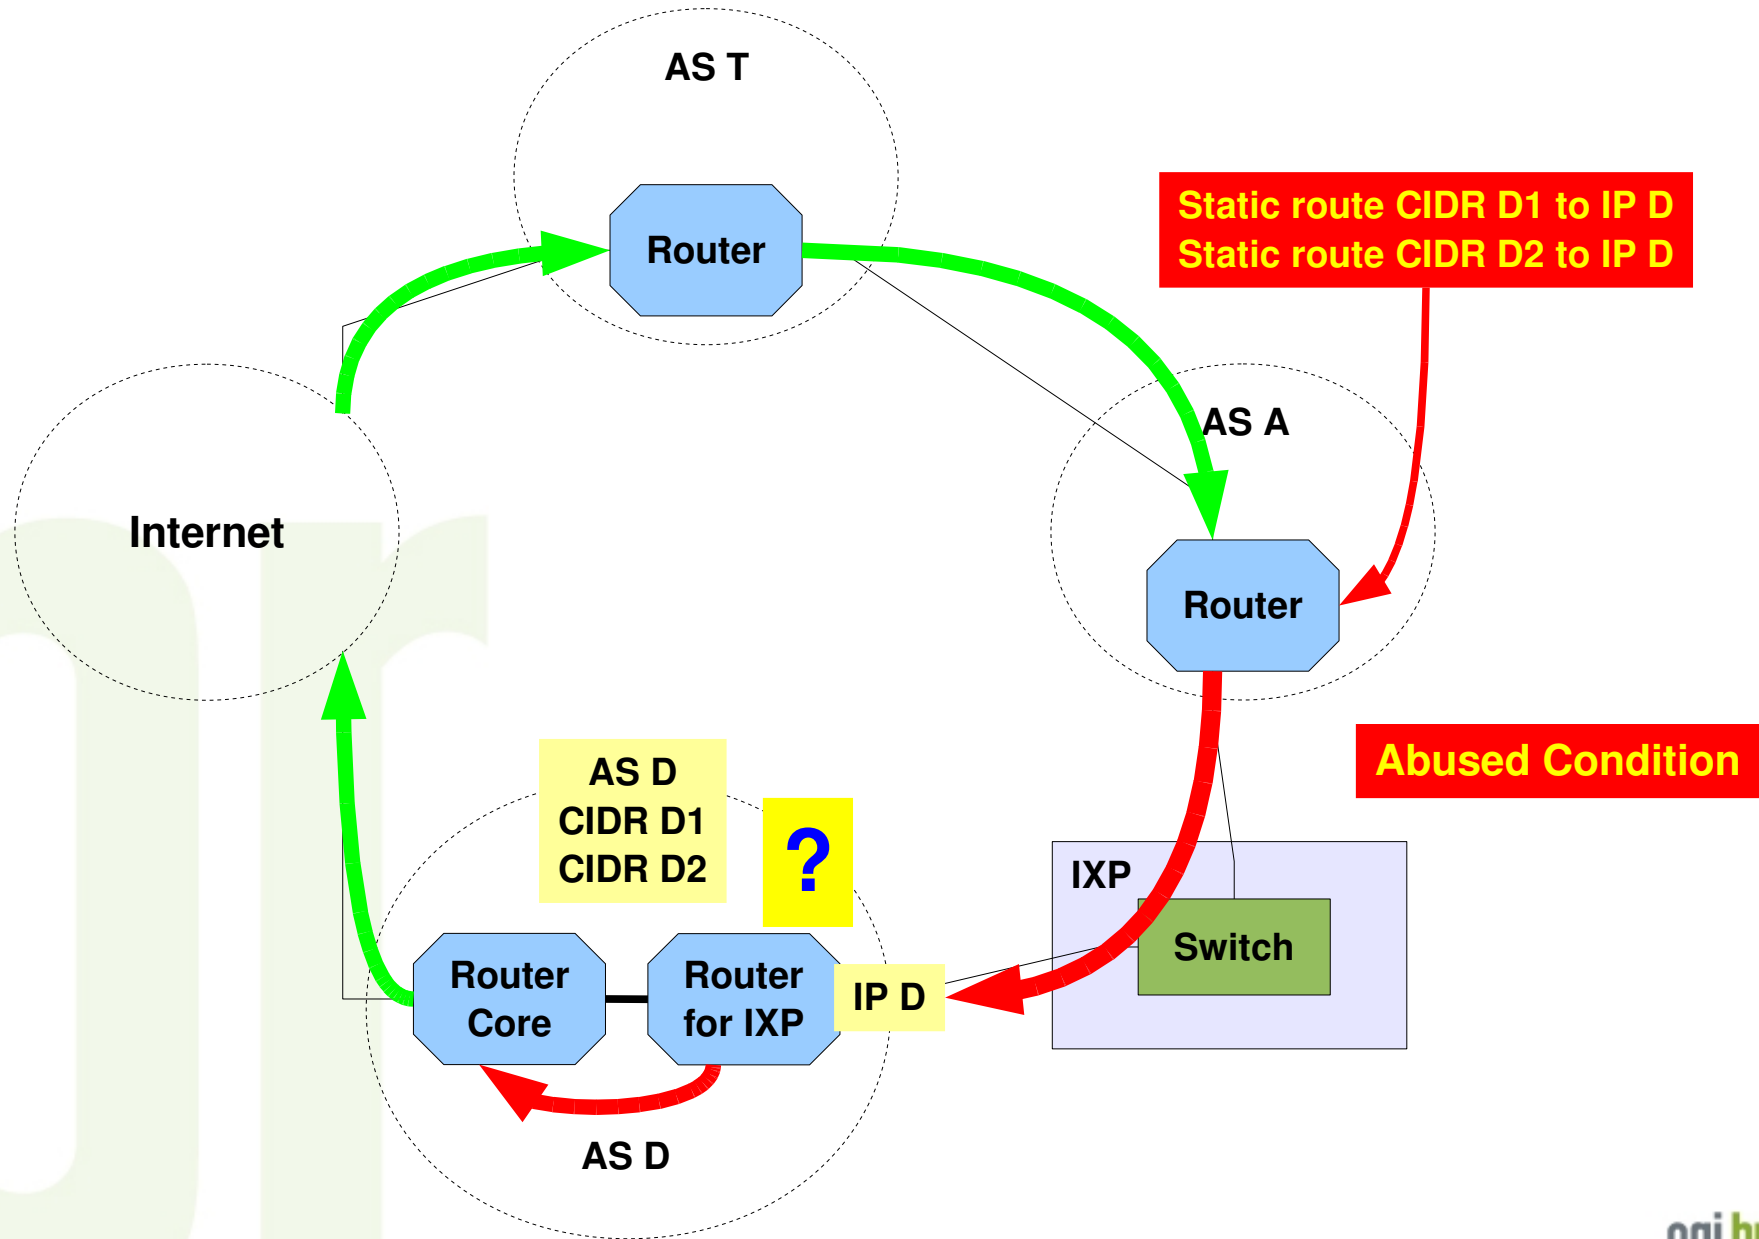 AS T
Router
Static route CIDR D1 to IP D
Static route CIDR D2 to IP D
AS A
Internet
Router
Abused Condition
AS D
CIDR D1
CIDR D2
?
IXP
Switch
Router
Core
Router
for IXP
IP D
AS D